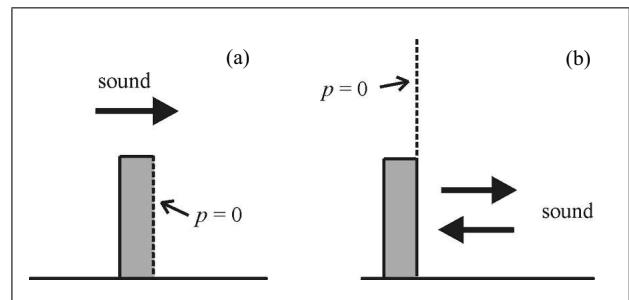 (a)
sound
p = 0
(b)
p = 0
sound